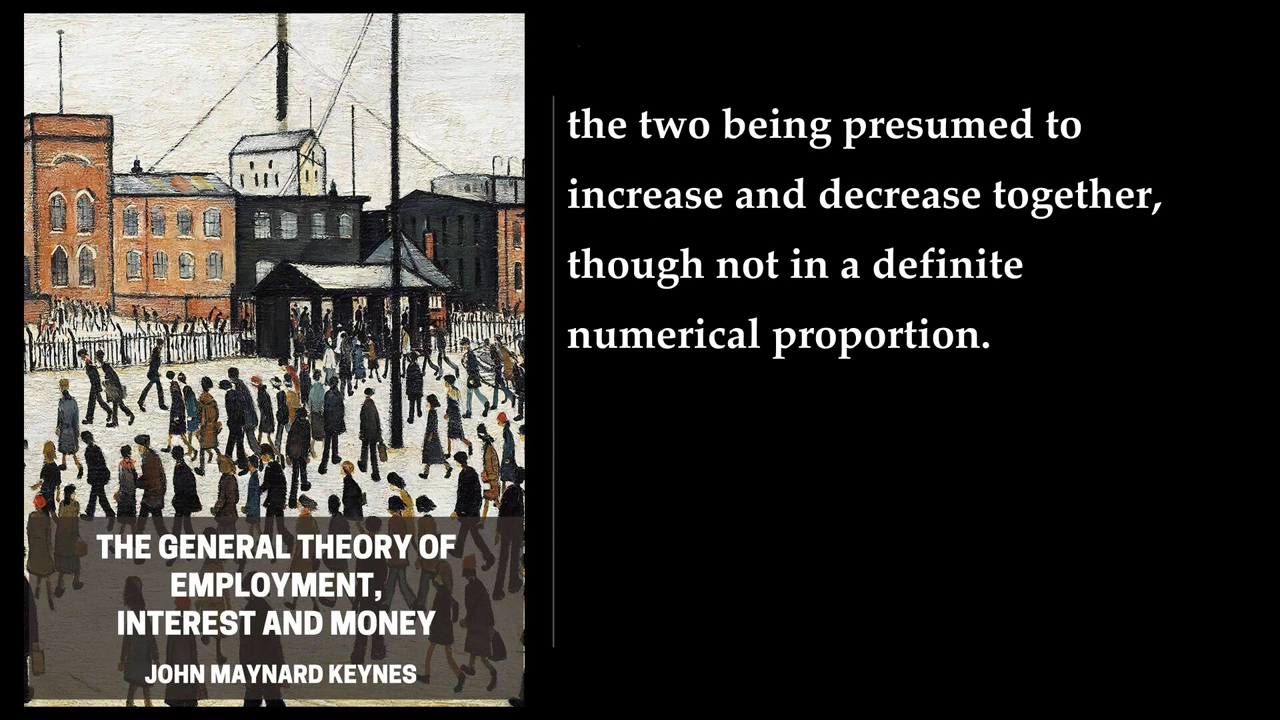 THE GENERAL THEORY OF
EMPLOYMENT,
INTEREST AND MONEY
JOHN MAYNARD KEYNES
the two being presumed to
increase and decrease together,
though not in a definite
numerical proportion.